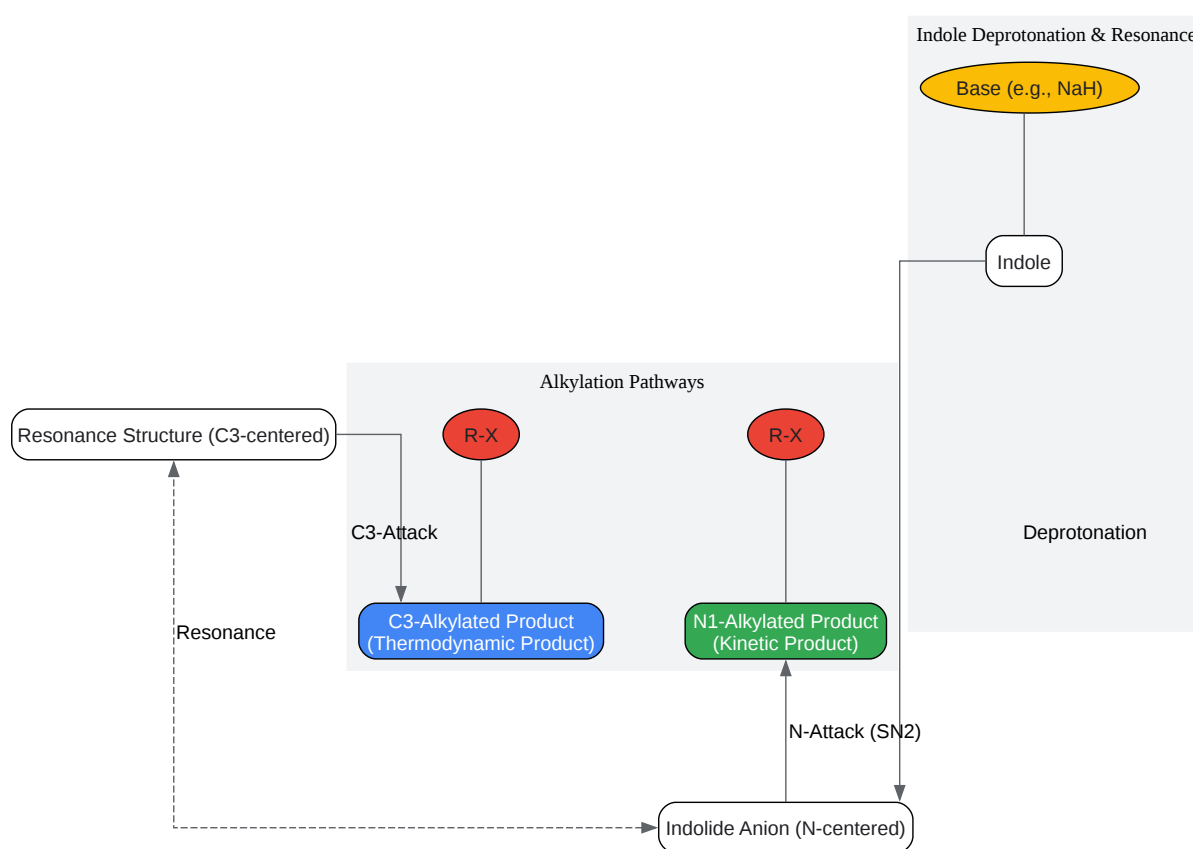 Indole Deprotonation & Resonance
Base (e.g., NaH)
Indole
Alkylation Pathways
Resonance Structure (C3-centered)
R-X
R-X
C3-Attack
Deprotonation
C3-Alkylated Product
(Thermodynamic Product)
N1-Alkylated Product
(Kinetic Product)
Resonance
N-Attack (SN2)
Indolide Anion (N-centered)